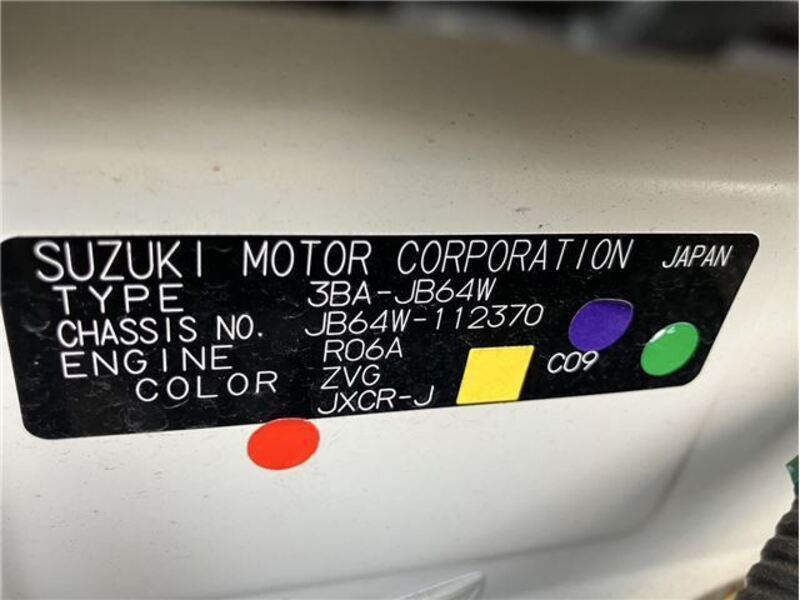 SUZUKI MOTOR CORPORATION JAPAN
TYPE 3BA-JB64W
CHASSIS NO. JB64W-112370
ENGINE R06A C09
COLOR ZVG
JXCR-J